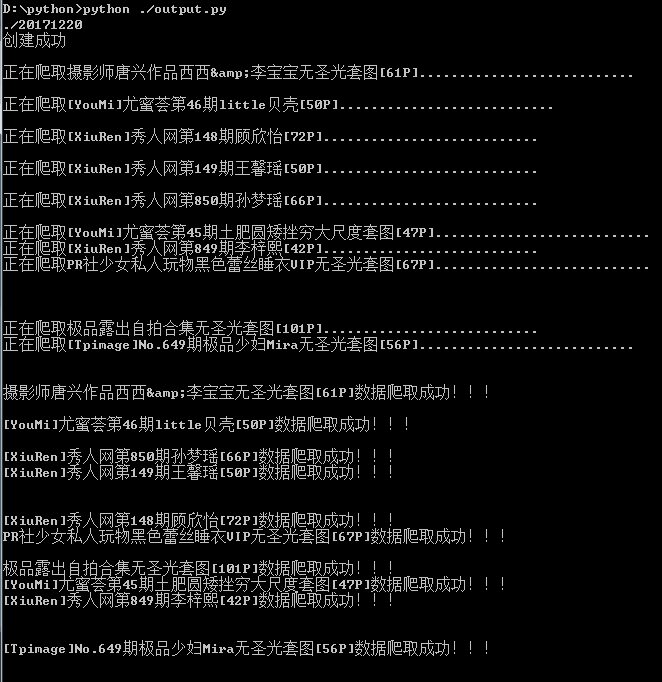 D:\python>python ./output.py
./20171220
创建成功
正在爬取摄影师唐兴作品西西&amp;李宝宝无圣光套图[61P]...........................
正在爬取[YouMi]尤蜜荟第46期little贝壳[50P]...........................
正在爬取[XiuRen]秀人网第148期顾欣怡[72P]...........................
正在爬取[XiuRen]秀人网第149期王馨瑶[50P]...........................
正在爬取[XiuRen]秀人网第850期孙梦瑶[66P]...........................
正在爬取[YouMi]尤蜜荟第45期土肥圆矮挫穷大尺度套图[47P]...........................
正在爬取[XiuRen]秀人网第849期李梓熙[42P]...........................
正在爬取PR社少女私人玩物黑色蕾丝睡衣VIP无圣光套图[67P]...........................
正在爬取极品露出自拍合集无圣光套图[101P]...........................
正在爬取[Tpimage]No.649期极品少妇Mira无圣光套图[56P]...........................
摄影师唐兴作品西西&amp;李宝宝无圣光套图[61P]数据爬取成功！！！
[YouMi]尤蜜荟第46期little贝壳[50P]数据爬取成功！！！
[XiuRen]秀人网第850期孙梦瑶[66P]数据爬取成功！！！
[XiuRen]秀人网第149期王馨瑶[50P]数据爬取成功！！！
[XiuRen]秀人网第148期顾欣怡[72P]数据爬取成功！！！
PR社少女私人玩物黑色蕾丝睡衣VIP无圣光套图[67P]数据爬取成功！！！
极品露出自拍合集无圣光套图[101P]数据爬取成功！！！
[YouMi]尤蜜荟第45期土肥圆矮挫穷大尺度套图[47P]数据爬取成功！！！
[XiuRen]秀人网第849期李梓熙[42P]数据爬取成功！！！
[Tpimage]No.649期极品少妇Mira无圣光套图[56P]数据爬取成功！！！